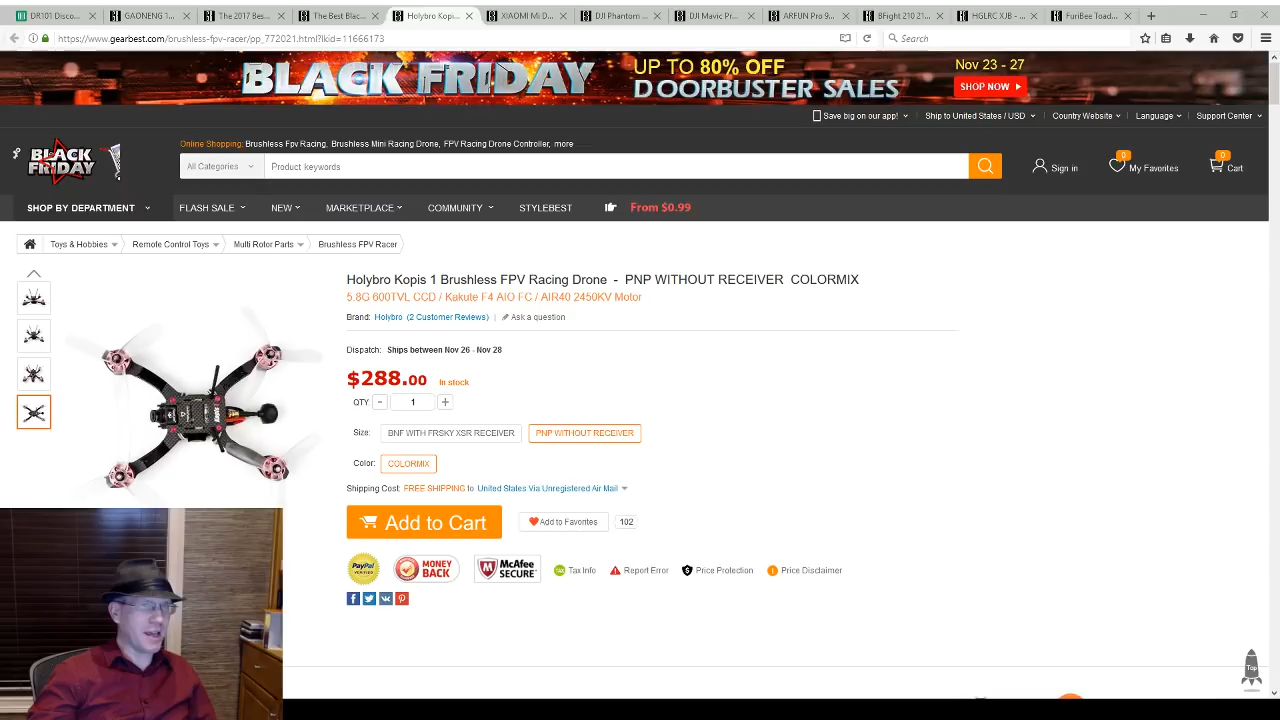 DR101 Disco...
GAONENG 1...
The 2017 Bes...
The Best Blac...
Holybro Kopi...
XIAOMI Mi D...
DJI Phantom ...
DJI Mavic Pr...
ARFUN Pro 9...
BFight 210 21...
HGLRC XJB - ...
FuriBee Toad...
https://www.gearbest.com/brushless-fpv-racer/pp_772021.html?lkid=11666173
Search
BLACK FRIDAY
UP TO 80% OFF
DOORBUSTER SALES
Nov 23 - 27
SHOP NOW
Save big on our app!
Ship to United States / USD
Country Website
Language
Support Center
BLACK
FRIDAY
Online Shopping: Brushless Fpv Racing, Brushless Mini Racing Drone, FPV Racing Drone Controller, more
All Categories
Product keywords
Sign in
0
My Favorites
0
Cart
SHOP BY DEPARTMENT
FLASH SALE
NEW
MARKETPLACE
COMMUNITY
STYLEBEST
From $0.99
Toys & Hobbies
Remote Control Toys
Multi Rotor Parts
Brushless FPV Racer
Holybro Kopis 1 Brushless FPV Racing Drone - PNP WITHOUT RECEIVER COLORMIX
5.8G 600TVL CCD / Kakute F4 AIO FC / AIR40 2450KV Motor
Brand: Holybro (2 Customer Reviews) | Ask a question
Dispatch: Ships between Nov 26 - Nov 28
$288.00 In stock
QTY - 1 +
Size: BNF WITH FRSKY XSR RECEIVER PNP WITHOUT RECEIVER
Color: COLORMIX
Shipping Cost: FREE SHIPPING to United States Via Unregistered Air Mail
Add to Cart
Add to Favorites
102
PayPal
VERIFIED
MONEY
BACK
McAfee
SECURE
Tax Info
Report Error
Price Protection
Price Disclaimer
Top